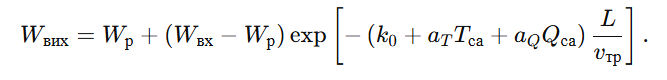 W_вих = W_р + (W_вх − W_р) exp [ − (k_0 + a_T T_са + a_Q Q_са) L / v_тр ] .